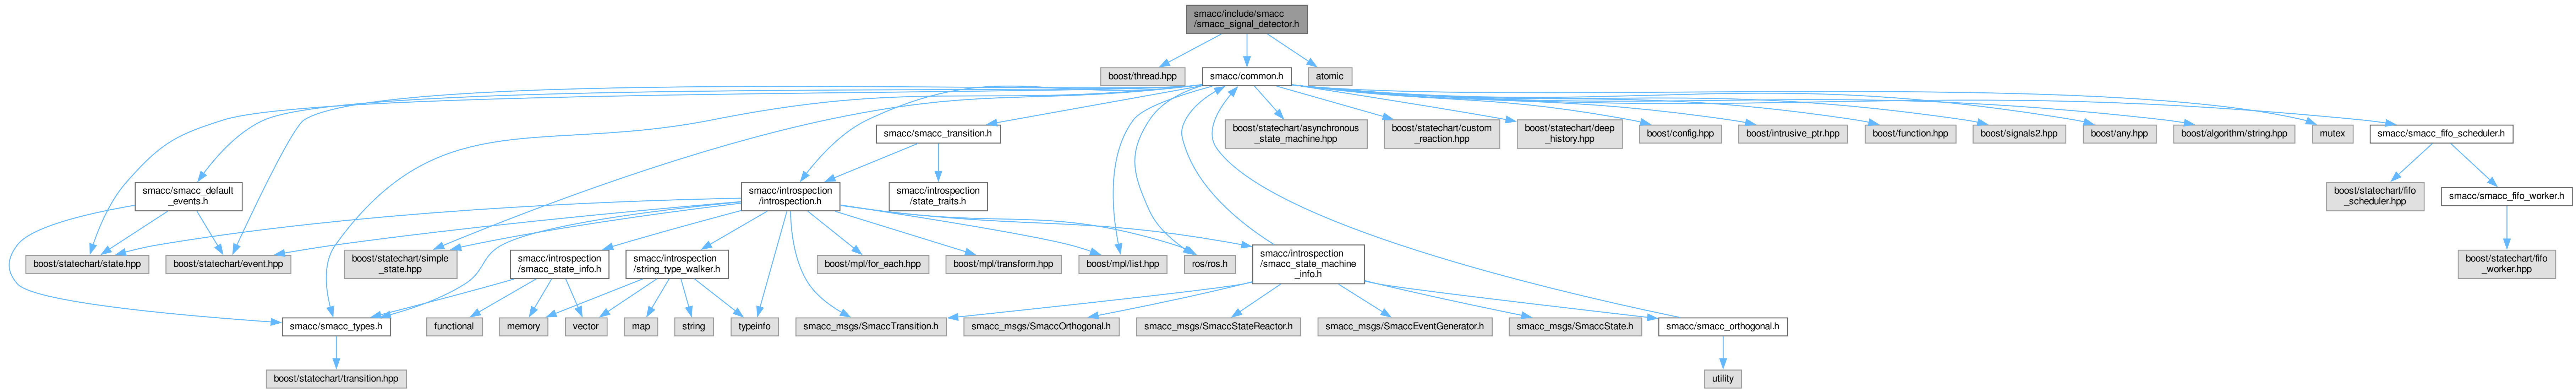 smacc/include/smacc
/smacc_signal_detector.h
boost/thread.hpp
smacc/common.h
atomic
smacc/smacc_transition.h
boost/statechart/asynchronous
_state_machine.hpp
boost/statechart/custom
_reaction.hpp
boost/statechart/deep
_history.hpp
boost/config.hpp
boost/intrusive_ptr.hpp
boost/function.hpp
boost/signals2.hpp
boost/any.hpp
boost/algorithm/string.hpp
mutex
smacc/smacc_fifo_scheduler.h
smacc/smacc_default
_events.h
smacc/introspection
/introspection.h
smacc/introspection
/state_traits.h
boost/statechart/fifo
_scheduler.hpp
smacc/smacc_fifo_worker.h
boost/statechart/state.hpp
boost/statechart/event.hpp
boost/statechart/simple
_state.hpp
smacc/introspection
/smacc_state_info.h
smacc/introspection
/string_type_walker.h
boost/mpl/for_each.hpp
boost/mpl/transform.hpp
boost/mpl/list.hpp
ros/ros.h
smacc/introspection
/smacc_state_machine
_info.h
boost/statechart/fifo
_worker.hpp
smacc/smacc_types.h
functional
memory
vector
map
string
typeinfo
smacc_msgs/SmaccTransition.h
smacc_msgs/SmaccOrthogonal.h
smacc_msgs/SmaccStateReactor.h
smacc_msgs/SmaccEventGenerator.h
smacc_msgs/SmaccState.h
smacc/smacc_orthogonal.h
boost/statechart/transition.hpp
utility